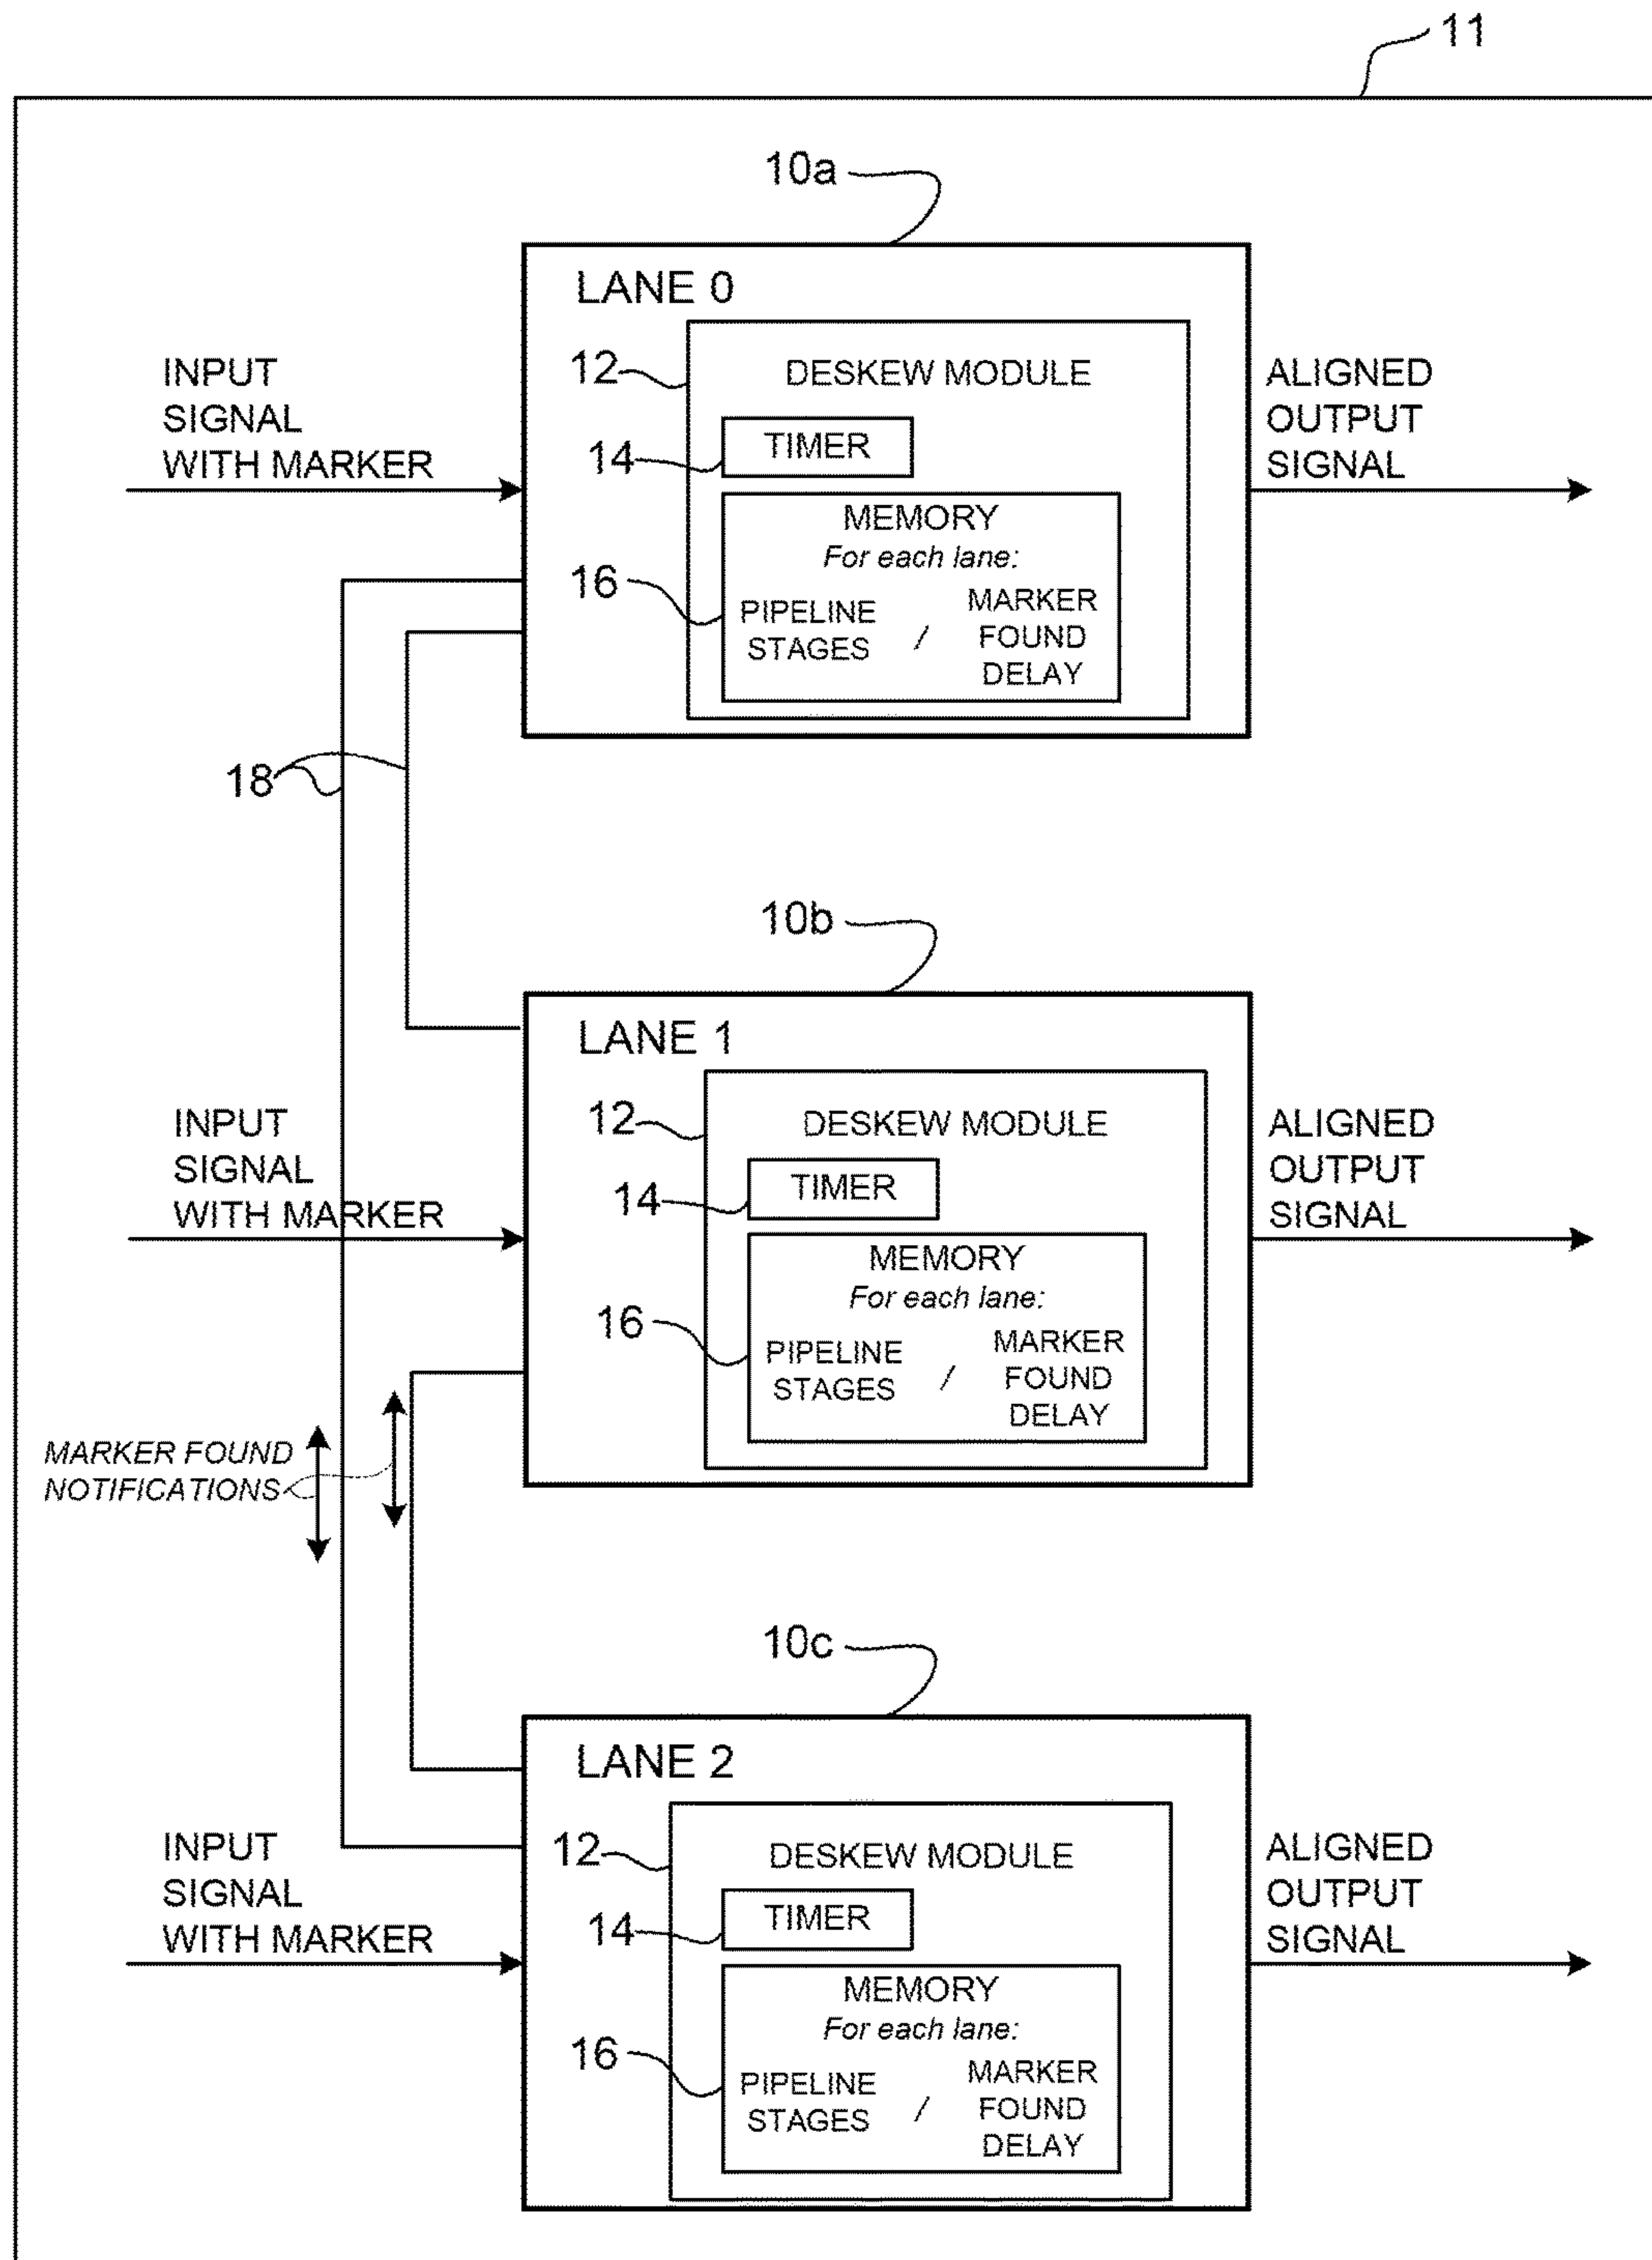 11
10a
LANE 0
INPUT
SIGNAL
WITH MARKER
12
DESKEW MODULE
14
TIMER
MEMORY
For each lane:
16
PIPELINE
STAGES
/
MARKER
FOUND
DELAY
ALIGNED
OUTPUT
SIGNAL
18
10b
LANE 1
INPUT
SIGNAL
WITH MARKER
12
DESKEW MODULE
14
TIMER
MEMORY
For each lane:
16
PIPELINE
STAGES
/
MARKER
FOUND
DELAY
ALIGNED
OUTPUT
SIGNAL
MARKER FOUND
NOTIFICATIONS
10c
LANE 2
INPUT
SIGNAL
WITH MARKER
12
DESKEW MODULE
14
TIMER
MEMORY
For each lane:
16
PIPELINE
STAGES
/
MARKER
FOUND
DELAY
ALIGNED
OUTPUT
SIGNAL